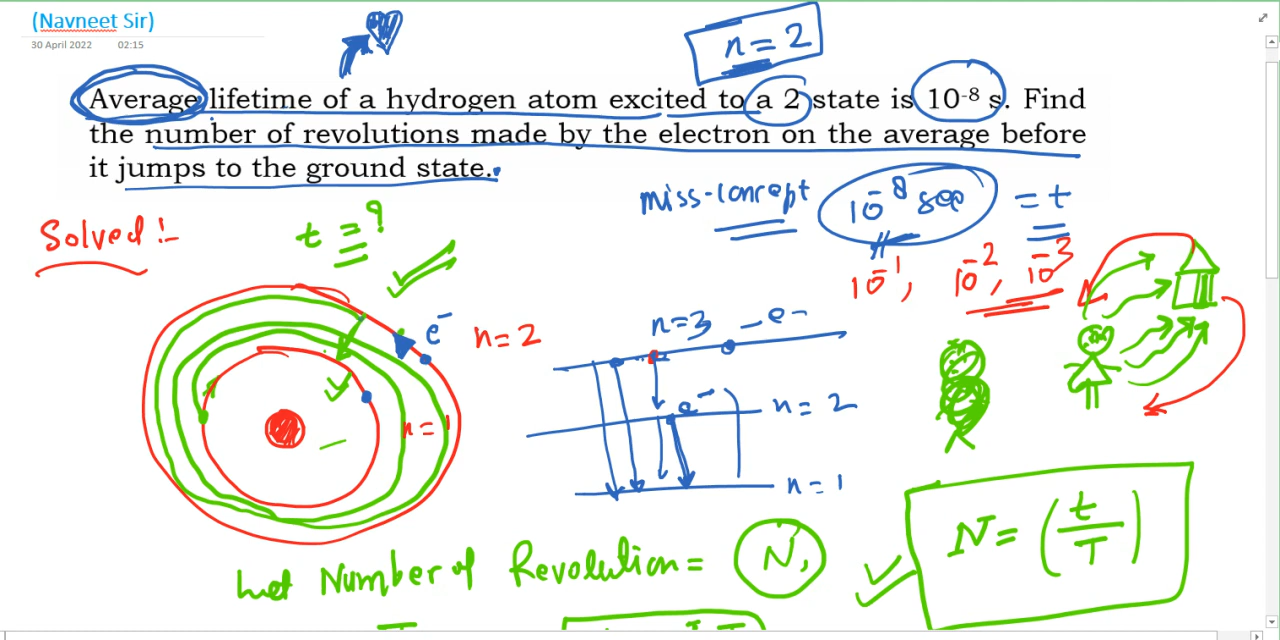 (Navneet Sir)
30 April 2022 02:15
n = 2
Average lifetime of a hydrogen atom excited to a 2 state is 10⁻⁸ s. Find
the number of revolutions made by the electron on the average before
it jumps to the ground state.
miss-concept 10⁻⁸ sec = t
Solved :-
t = ?
10⁻¹, 10⁻², 10⁻³
e⁻ n = 2
n=3 – e –
e⁻ n = 2
n = 1
n = 1
N = (t/T)
Let Number of Revolution = N,